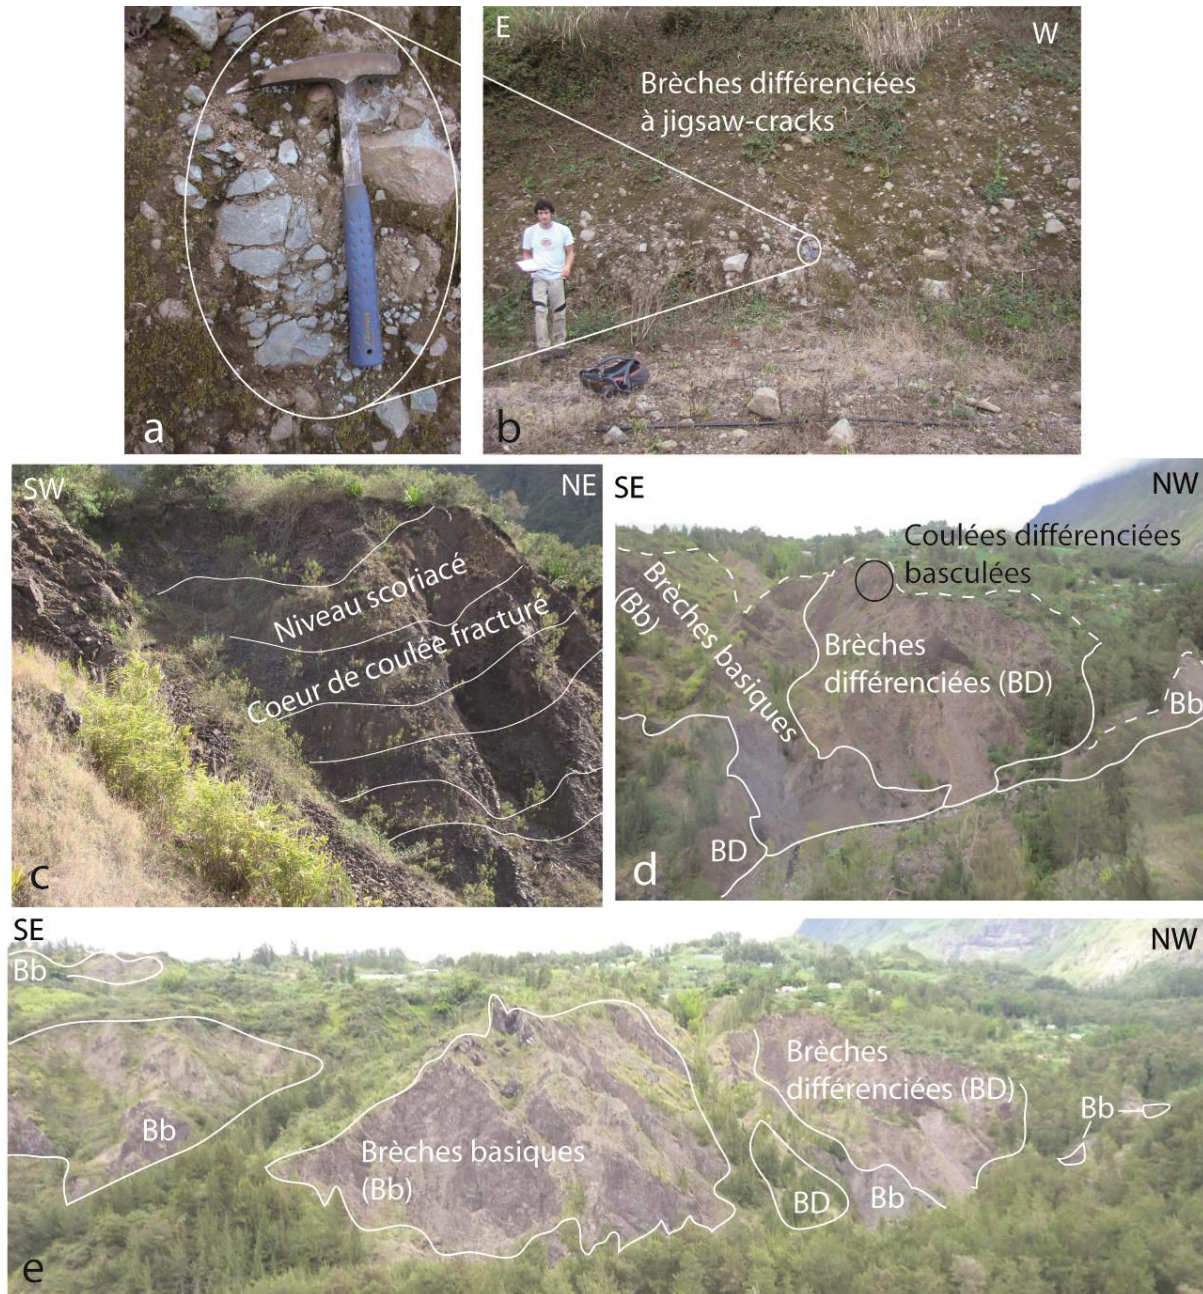 E
W
Brèches différenciées
à jigsaw-cracks
a
b
SW
NE
Niveau scoriacé
Coeur de coulée fracturé
c
SE
NW
Coulées différenciées
basculées
Brèches basiques
(Bb)
Brèches
différenciées (BD)
Bb
BD
d
SE
NW
Bb
Brèches
différenciées (BD)
Bb
Bb
Brèches basiques
(Bb)
BD
Bb
e